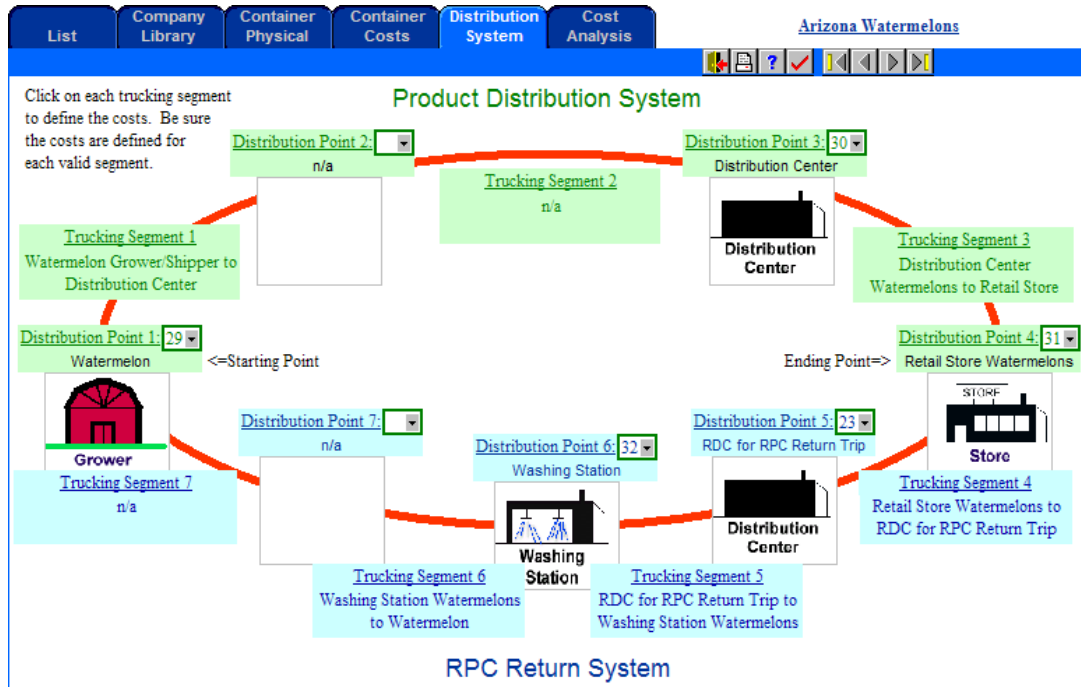 List
Company Library
Container Physical
Container Costs
Distribution System
Cost Analysis
Arizona Watermelons
?
Click on each trucking segment
to define the costs. Be sure
the costs are defined for
each valid segment.
Product Distribution System
Distribution Point 2:
n/a
Trucking Segment 2
n/a
Distribution Point 3: 30
Distribution Center
Distribution
Center
Trucking Segment 1
Watermelon Grower/Shipper to
Distribution Center
Trucking Segment 3
Distribution Center
Watermelons to Retail Store
Distribution Point 1: 29
Watermelon
<=Starting Point
Grower
Ending Point=>
Distribution Point 4: 31
Retail Store Watermelons
STORE
Store
Trucking Segment 7
n/a
Distribution Point 7:
n/a
Distribution Point 6: 32
Washing Station
Washing
Station
Distribution Point 5: 23
RDC for RPC Return Trip
Distribution
Center
Trucking Segment 4
Retail Store Watermelons to
RDC for RPC Return Trip
Trucking Segment 6
Washing Station Watermelons
to Watermelon
Trucking Segment 5
RDC for RPC Return Trip to
Washing Station Watermelons
RPC Return System